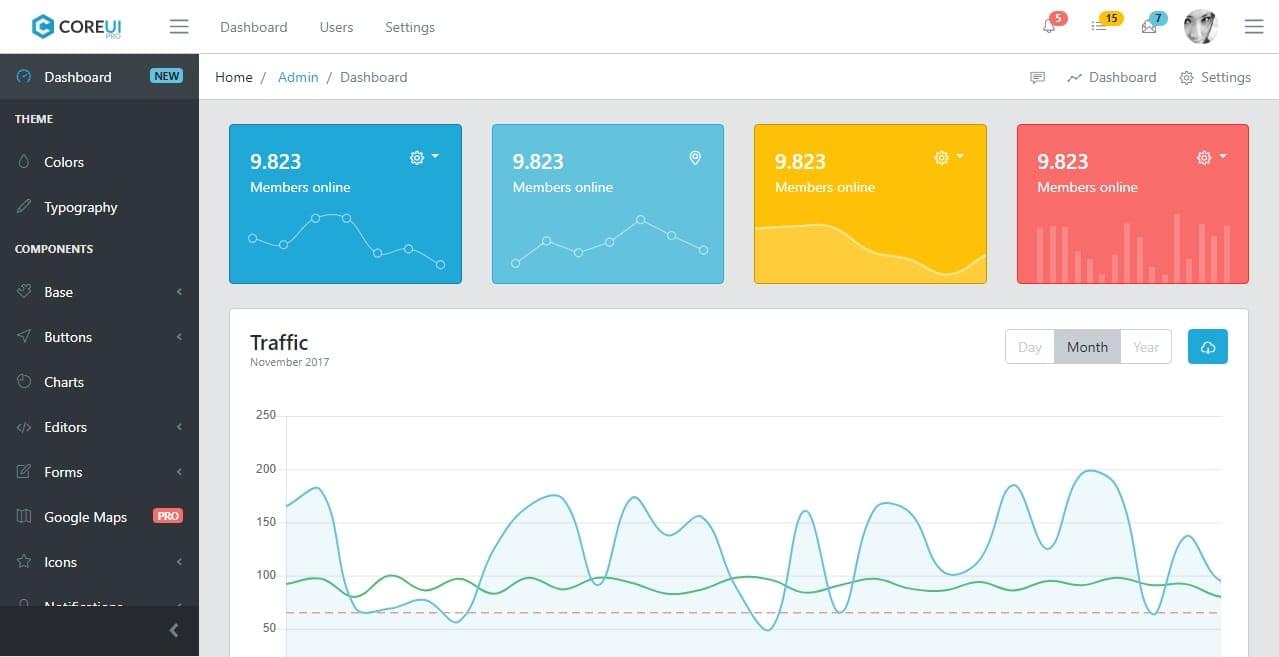 COREUI
PRO
Dashboard Users Settings
5 15 7
Dashboard NEW
THEME
Colors
Typography
COMPONENTS
Base
Buttons
Charts
Editors
Forms
Google Maps PRO
Icons
Notifications
Home / Admin / Dashboard
Dashboard Settings
9.823
Members online
9.823
Members online
9.823
Members online
9.823
Members online
Traffic
November 2017
Day Month Year
250
200
150
100
50